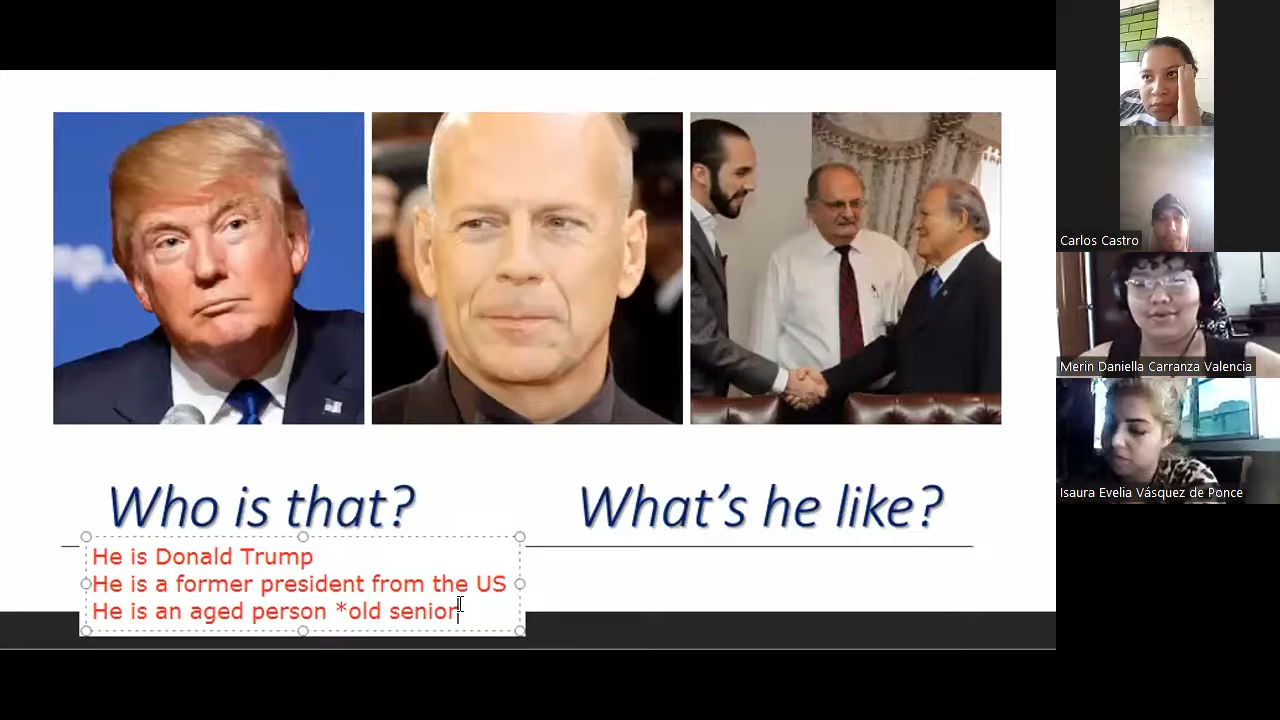 Who is that?
What's he like?
He is Donald Trump
He is a former president from the US
He is an aged person *old senior
Carlos Castro
Merin Daniella Carranza Valencia
Isaura Evelia Vásquez de Ponce